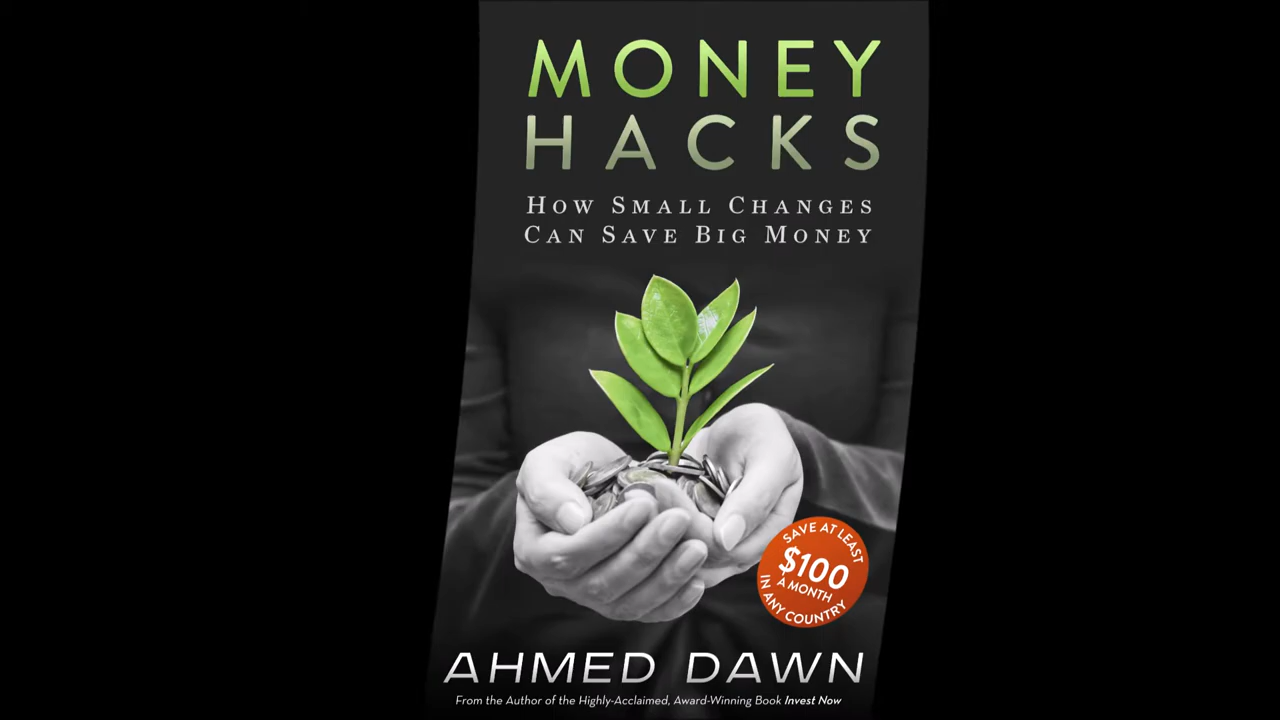 MONEY
HACKS
HOW SMALL CHANGES
CAN SAVE BIG MONEY
SAVE AT LEAST
$100
A MONTH
IN ANY COUNTRY
AHMED DAWN
From the Author of the Highly-Acclaimed, Award-Winning Book Invest Now